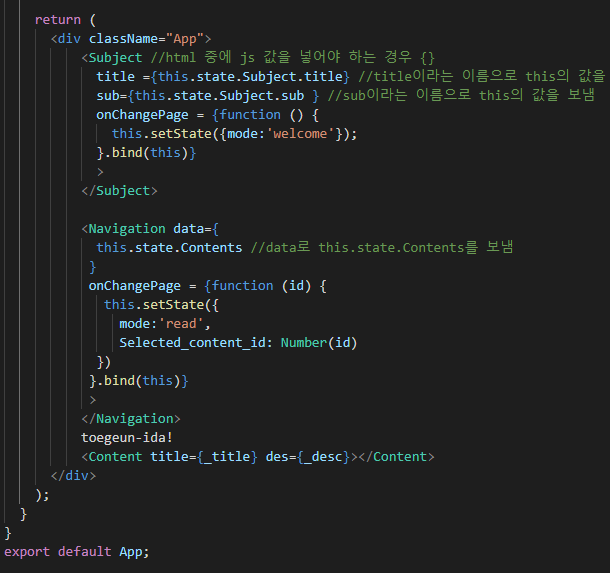 return (
<div className="App">
<Subject //html 중에 js 값을 넣어야 하는 경우 {}
title ={this.state.Subject.title} //title이라는 이름으로 this의 값을
sub={this.state.Subject.sub } //sub이라는 이름으로 this의 값을 보냄
onChangePage = {function () {
this.setState({mode:'welcome'});
}.bind(this)}
>
</Subject>
<Navigation data={
this.state.Contents //data로 this.state.Contents를 보냄
}
onChangePage = {function (id) {
this.setState({
mode:'read',
Selected_content_id: Number(id)
})
}.bind(this)}
>
</Navigation>
toegeun-ida!
<Content title={_title} des={_desc}></Content>
</div>
);
}
}
export default App;